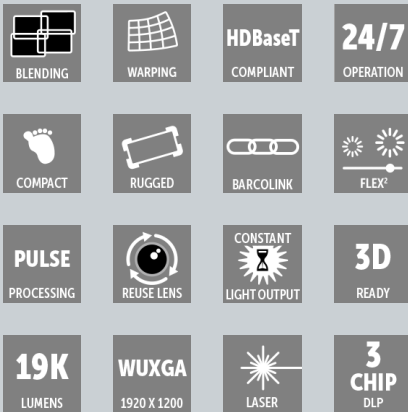 BLENDING
WARPING
HDBaseT
COMPLIANT
24/7
OPERATION
COMPACT
RUGGED
BARCOLINK
FLEX²
PULSE
PROCESSING
REUSE LENS
CONSTANT
LIGHT OUTPUT
3D
READY
19K
LUMENS
WUXGA
1920 X 1200
LASER
3
CHIP
DLP